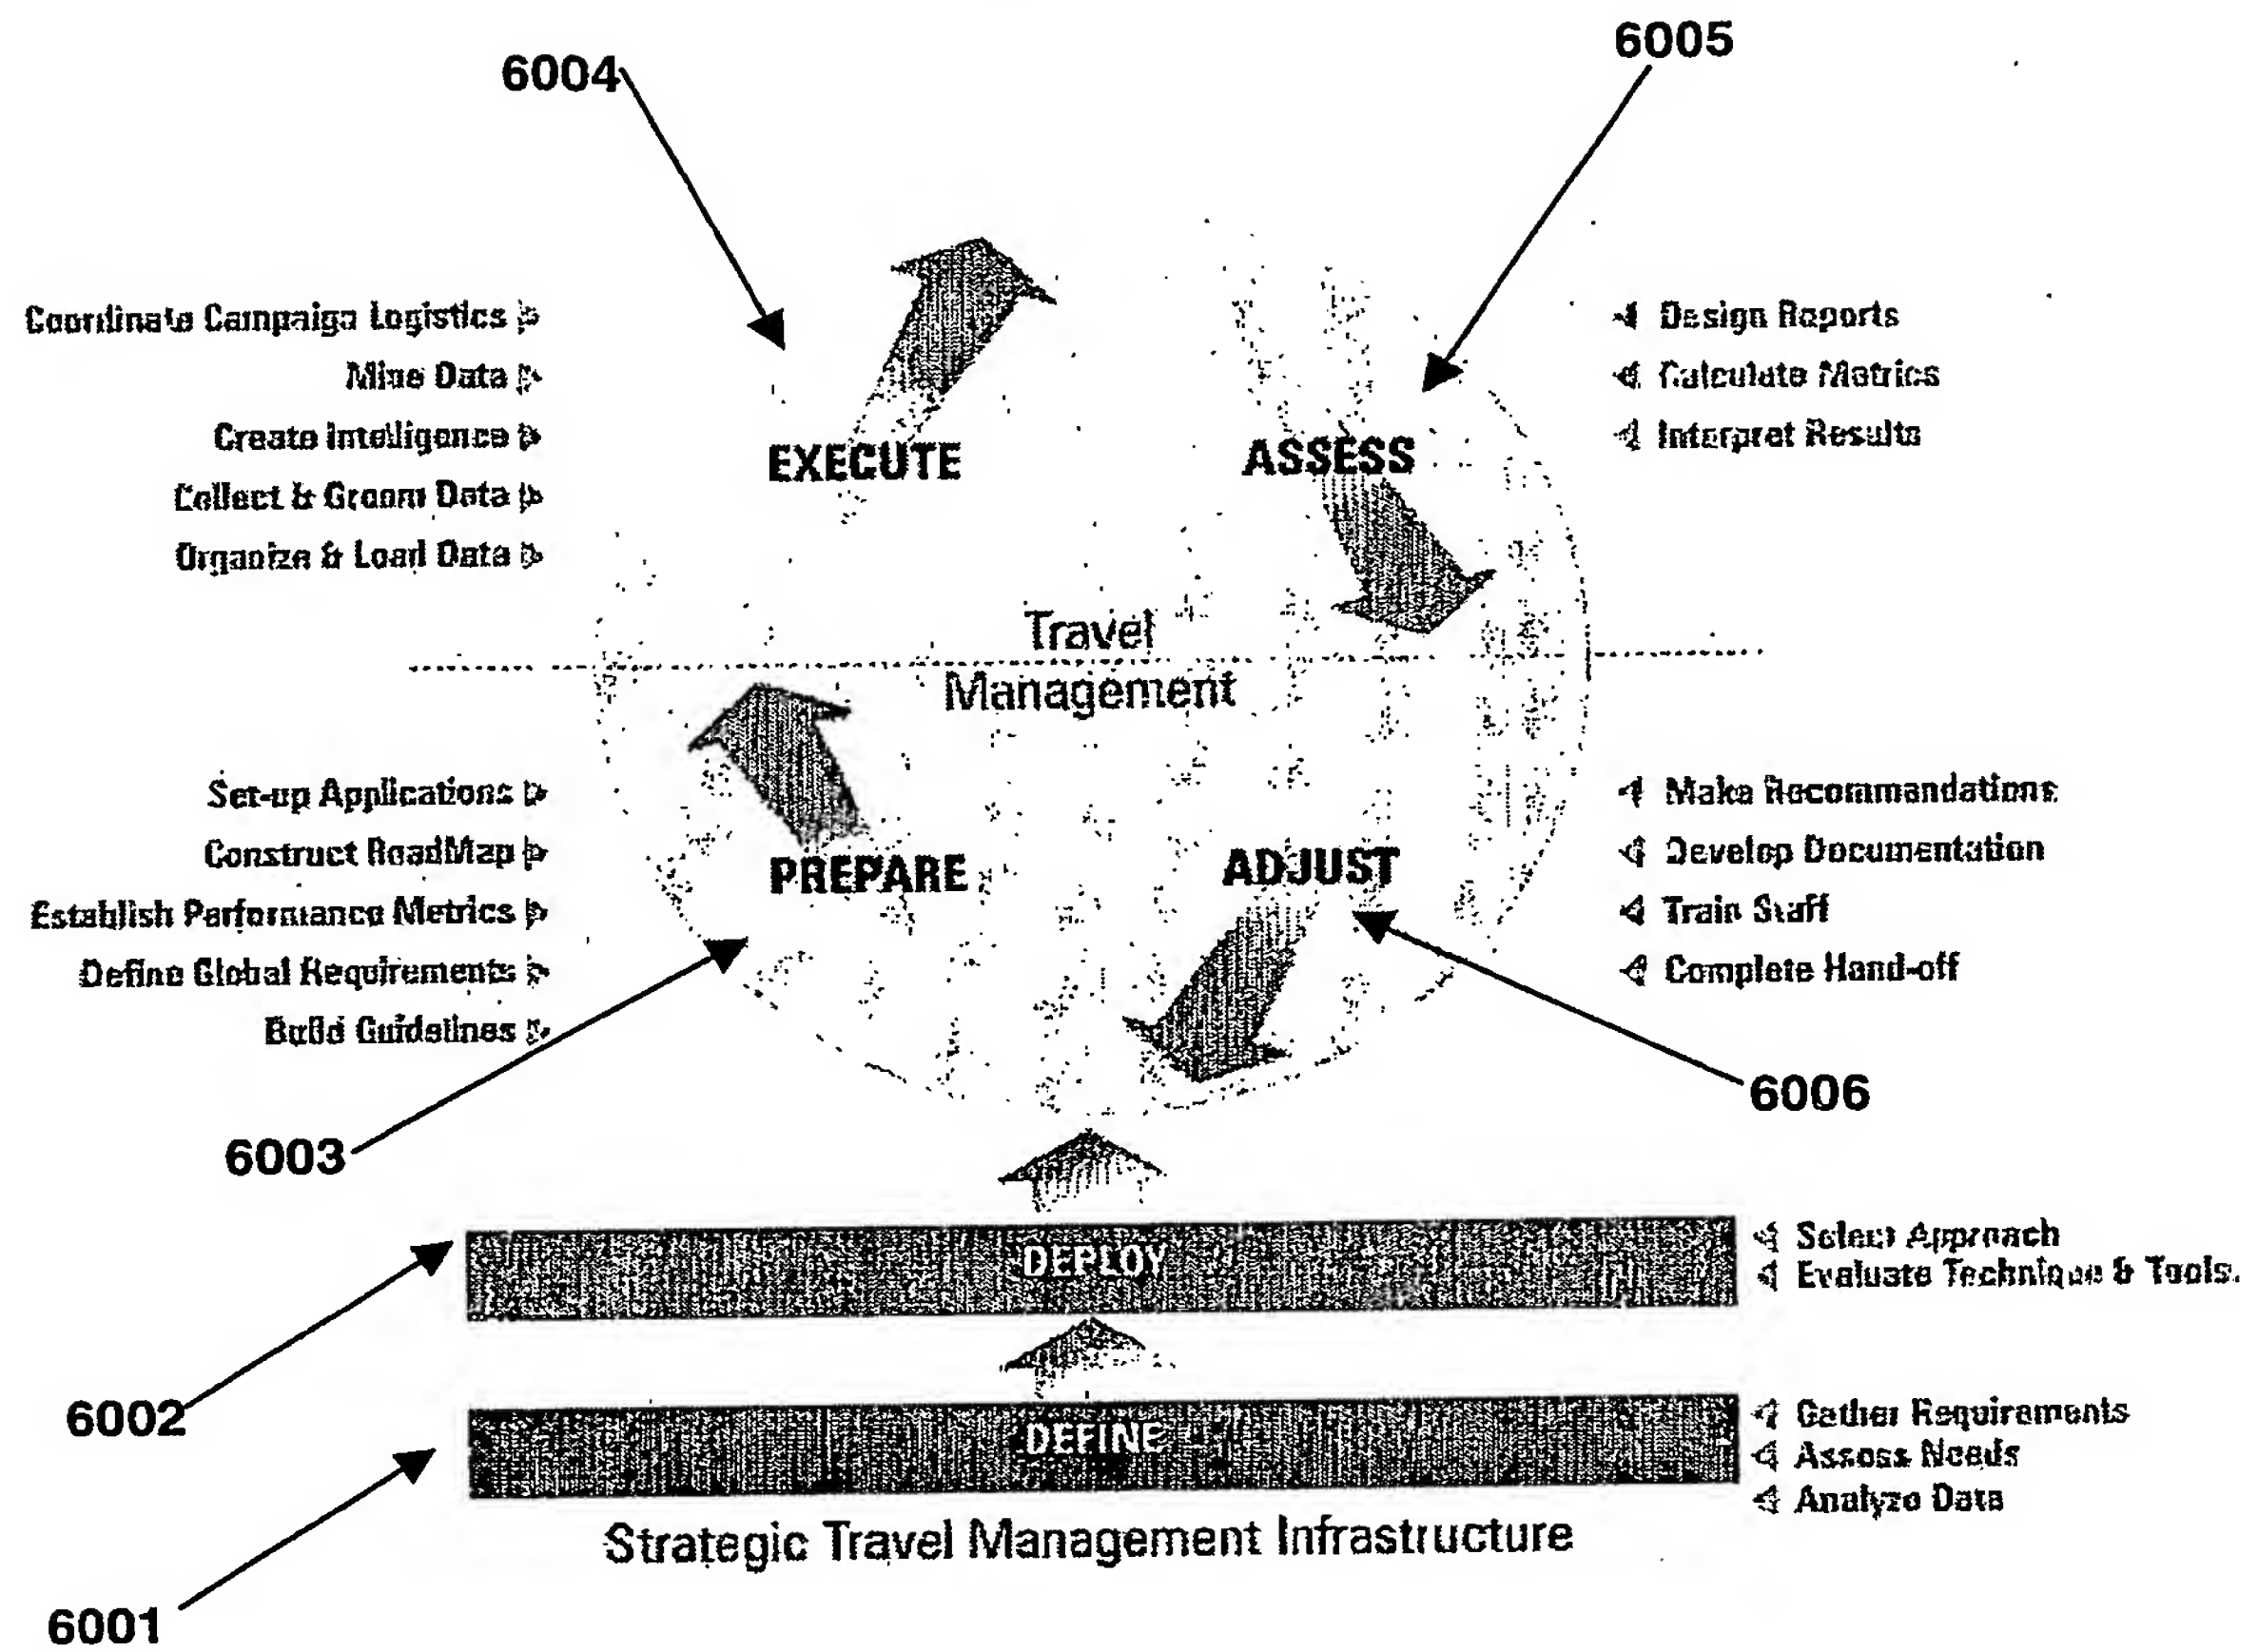 6004
6005
Coordinate Campaign Logistics
Mine Data
Create Intelligence
Collect & Groom Data
Organize & Load Data
EXECUTE
ASSESS
Design Reports
Calculate Metrics
Interpret Results
Travel
Management
Set-up Applications
Construct RoadMap
Establish Performance Metrics
Define Global Requirements
Build Guidelines
PREPARE
ADJUST
Make Recommendations
Develop Documentation
Train Staff
Complete Hand-off
6003
6006
DEPLOY
Select Approach
Evaluate Technique & Tools.
6002
DEFINE
Gather Requirements
Assess Needs
Analyze Data
Strategic Travel Management Infrastructure
6001